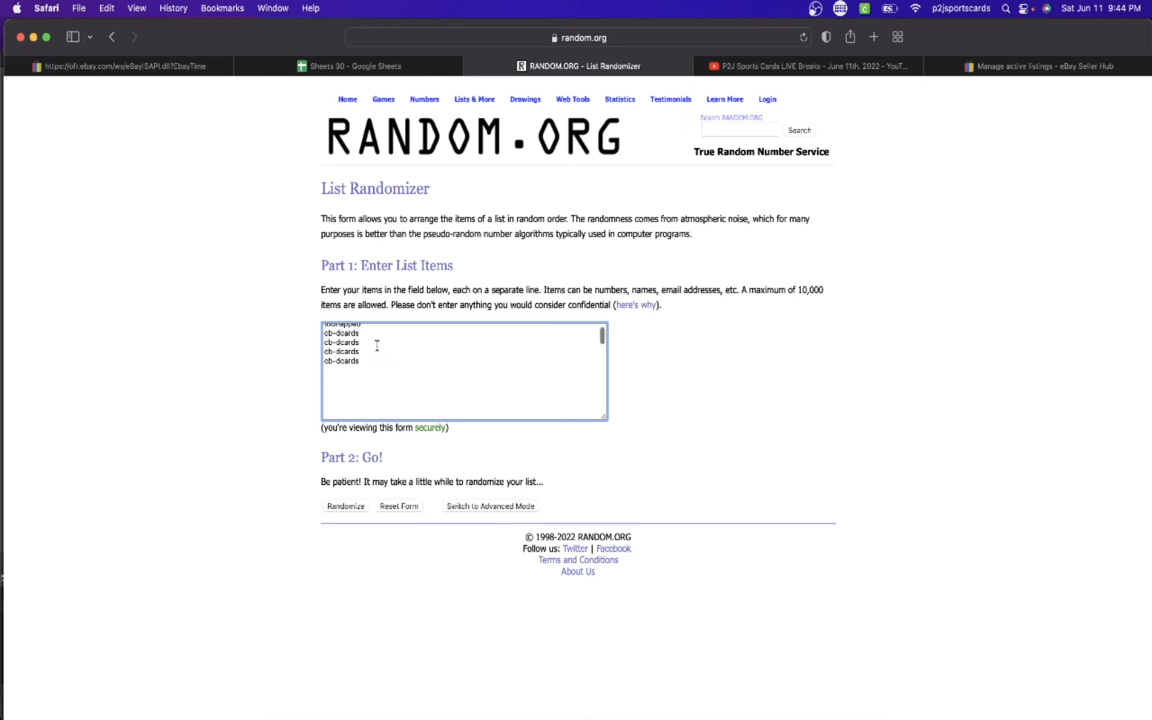 Safari File Edit View History Bookmarks Window Help p2jsportscards Sat Jun 11 9:44 PM
random.org
https://ofr.ebay.com/ws/eBayISAPI.dll?EbayTime Sheets 30 - Google Sheets RANDOM.ORG - List Randomizer P2J Sports Cards LIVE Breaks - June 11th, 2022 - YouT... Manage active listings - eBay Seller Hub
Home Games Numbers Lists & More Drawings Web Tools Statistics Testimonials Learn More Login
RANDOM.ORG
Search RANDOM.ORG
Search
True Random Number Service
List Randomizer
This form allows you to arrange the items of a list in random order. The randomness comes from atmospheric noise, which for many
purposes is better than the pseudo-random number algorithms typically used in computer programs.
Part 1: Enter List Items
Enter your items in the field below, each on a separate line. Items can be numbers, names, email addresses, etc. A maximum of 10,000
items are allowed. Please don't enter anything you would consider confidential (here's why).
cb-dcards
cb-dcards
cb-dcards
cb-dcards
(you're viewing this form securely)
Part 2: Go!
Be patient! It may take a little while to randomize your list...
Randomize Reset Form Switch to Advanced Mode
© 1998-2022 RANDOM.ORG
Follow us: Twitter | Facebook
Terms and Conditions
About Us